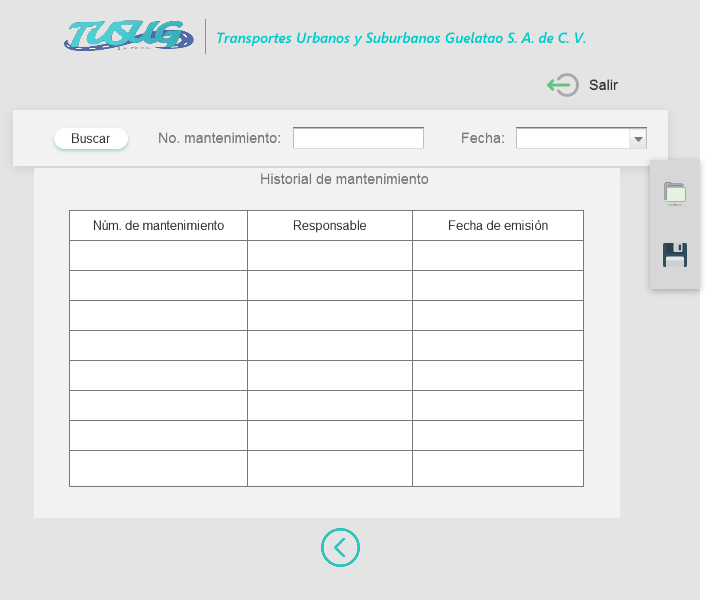 TUSUG
Transportes Urbanos y Suburbanos Guelatao S. A. de C. V.
Salir
Buscar No. mantenimiento: Fecha:
Historial de mantenimiento
Núm. de mantenimiento Responsable Fecha de emisión